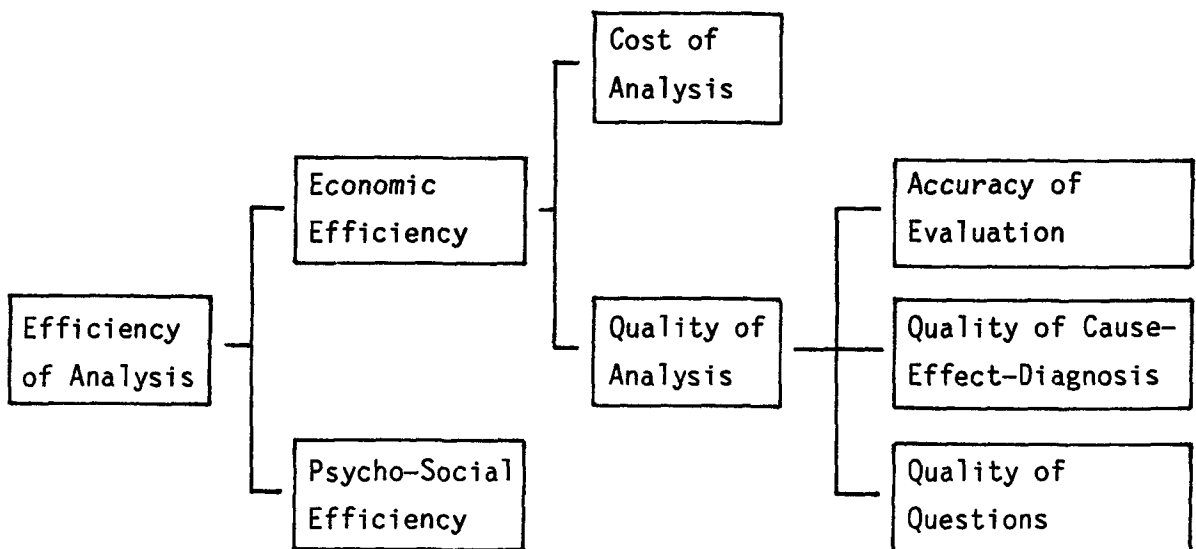 Cost of
Analysis
Economic
Efficiency
Accuracy of
Evaluation
Efficiency
of Analysis
Quality of
Analysis
Quality of Cause-
Effect-Diagnosis
Psycho-Social
Efficiency
Quality of
Questions